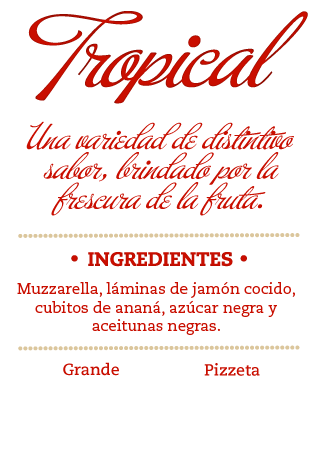 Tropical
Una variedad de distintivo
sabor, brindado por la
frescura de la fruta.
• INGREDIENTES •
Muzzarella, láminas de jamón cocido,
cubitos de ananá, azúcar negra y
aceitunas negras.
Grande Pizzeta